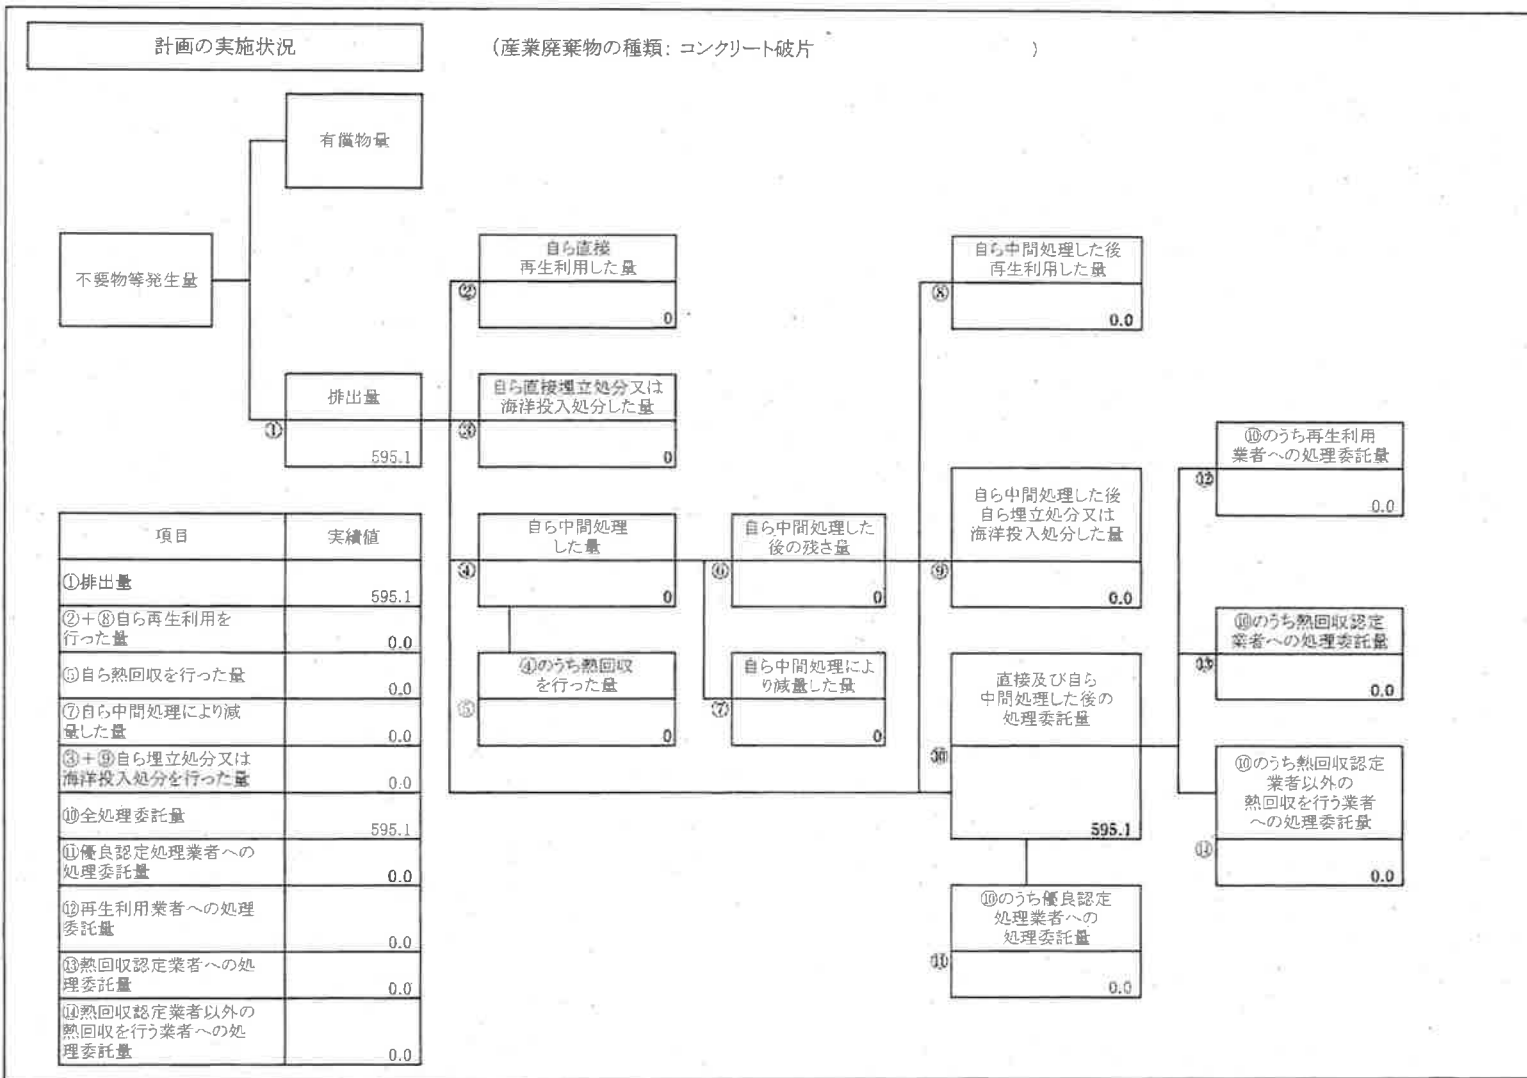 計画の実施状況
(産業廃棄物の種類: コンクリート破片 )
有償物量
不要物等発生量
排出量
①
595.1
自ら直接
再生利用した量
②
0
自ら直接埋立処分又は
海洋投入処分した量
③
0
自ら中間処理
した量
④
0
④のうち熱回収
を行った量
⑤
0
自ら中間処理した
後の残さ量
⑥
0
自ら中間処理によ
り減量した量
⑦
0
自ら中間処理した後
再生利用した量
⑧
0.0
自ら中間処理した後
自ら埋立処分又は
海洋投入処分した量
⑨
0.0
直接及び自ら
中間処理した後の
処理委託量
⑩
595.1
⑩のうち優良認定
処理業者への
処理委託量
⑪
0.0
⑩のうち再生利用
業者への処理委託量
⑫
0.0
⑩のうち熱回収認定
業者への処理委託量
⑬
0.0
⑩のうち熱回収認定
業者以外の
熱回収を行う業者
への処理委託量
⑭
0.0
項目 実績値
①排出量 595.1
②+⑧自ら再生利用を
行った量 0.0
⑤自ら熱回収を行った量 0.0
⑦自ら中間処理により減
量した量 0.0
③+⑨自ら埋立処分又は
海洋投入処分を行った量 0.0
⑩全処理委託量 595.1
⑪優良認定処理業者への
処理委託量 0.0
⑫再生利用業者への処理
委託量 0.0
⑬熱回収認定業者への処
理委託量 0.0
⑭熱回収認定業者以外の
熱回収を行う業者への処
理委託量 0.0